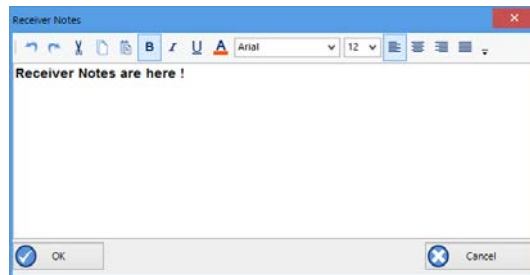 Receiver Notes
B I U A Arial 12
Receiver Notes are here !
OK Cancel